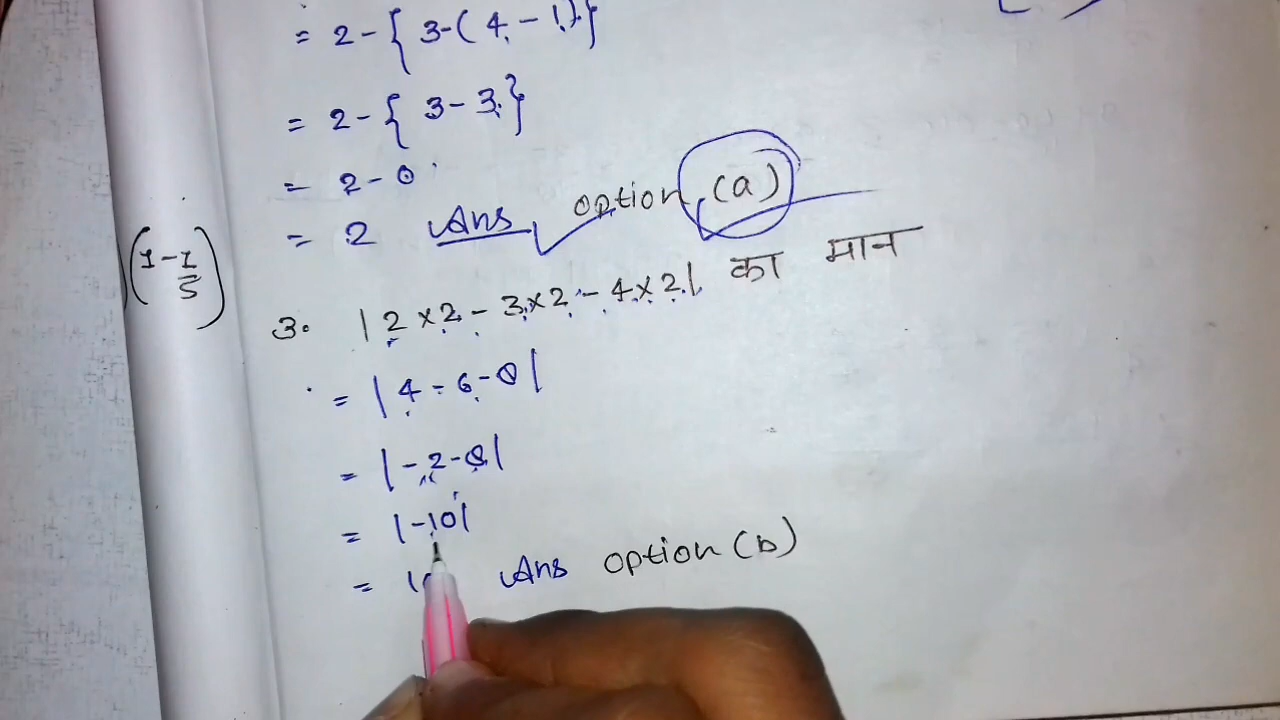 = 2-{ 3-(4-1)}
= 2-{ 3-3}
= 2-0
= 2 Ans option (a)
(1-1/5)
3. |2×2-3×2-4×2| का मान
= |4-6-8|
= |-2-8|
= |-10|
= 10 Ans option (b)